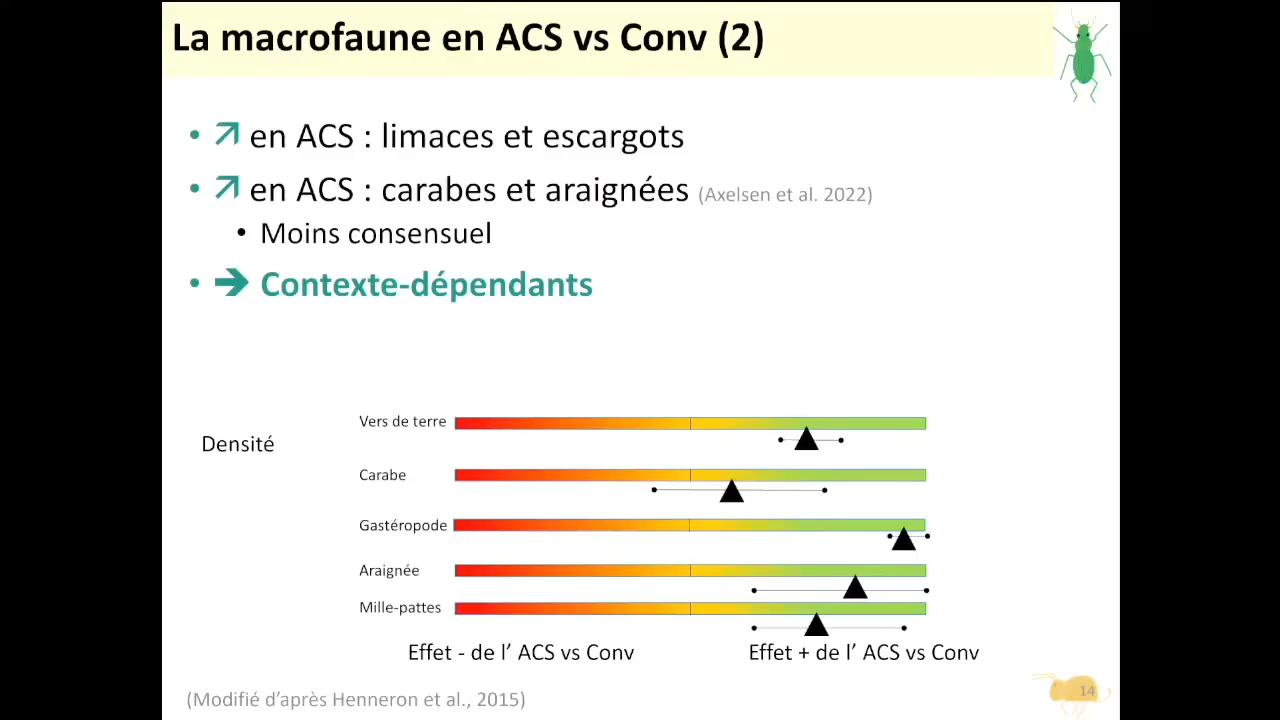 La macrofaune en ACS vs Conv (2)
• ↗ en ACS : limaces et escargots
• ↗ en ACS : carabes et araignées (Axelsen et al. 2022)
• Moins consensuel
• ➔ Contexte-dépendants
Densité
Vers de terre
Carabe
Gastéropode
Araignée
Mille-pattes
Effet - de l’ ACS vs Conv
Effet + de l’ ACS vs Conv
(Modifié d’après Henneron et al., 2015)
14